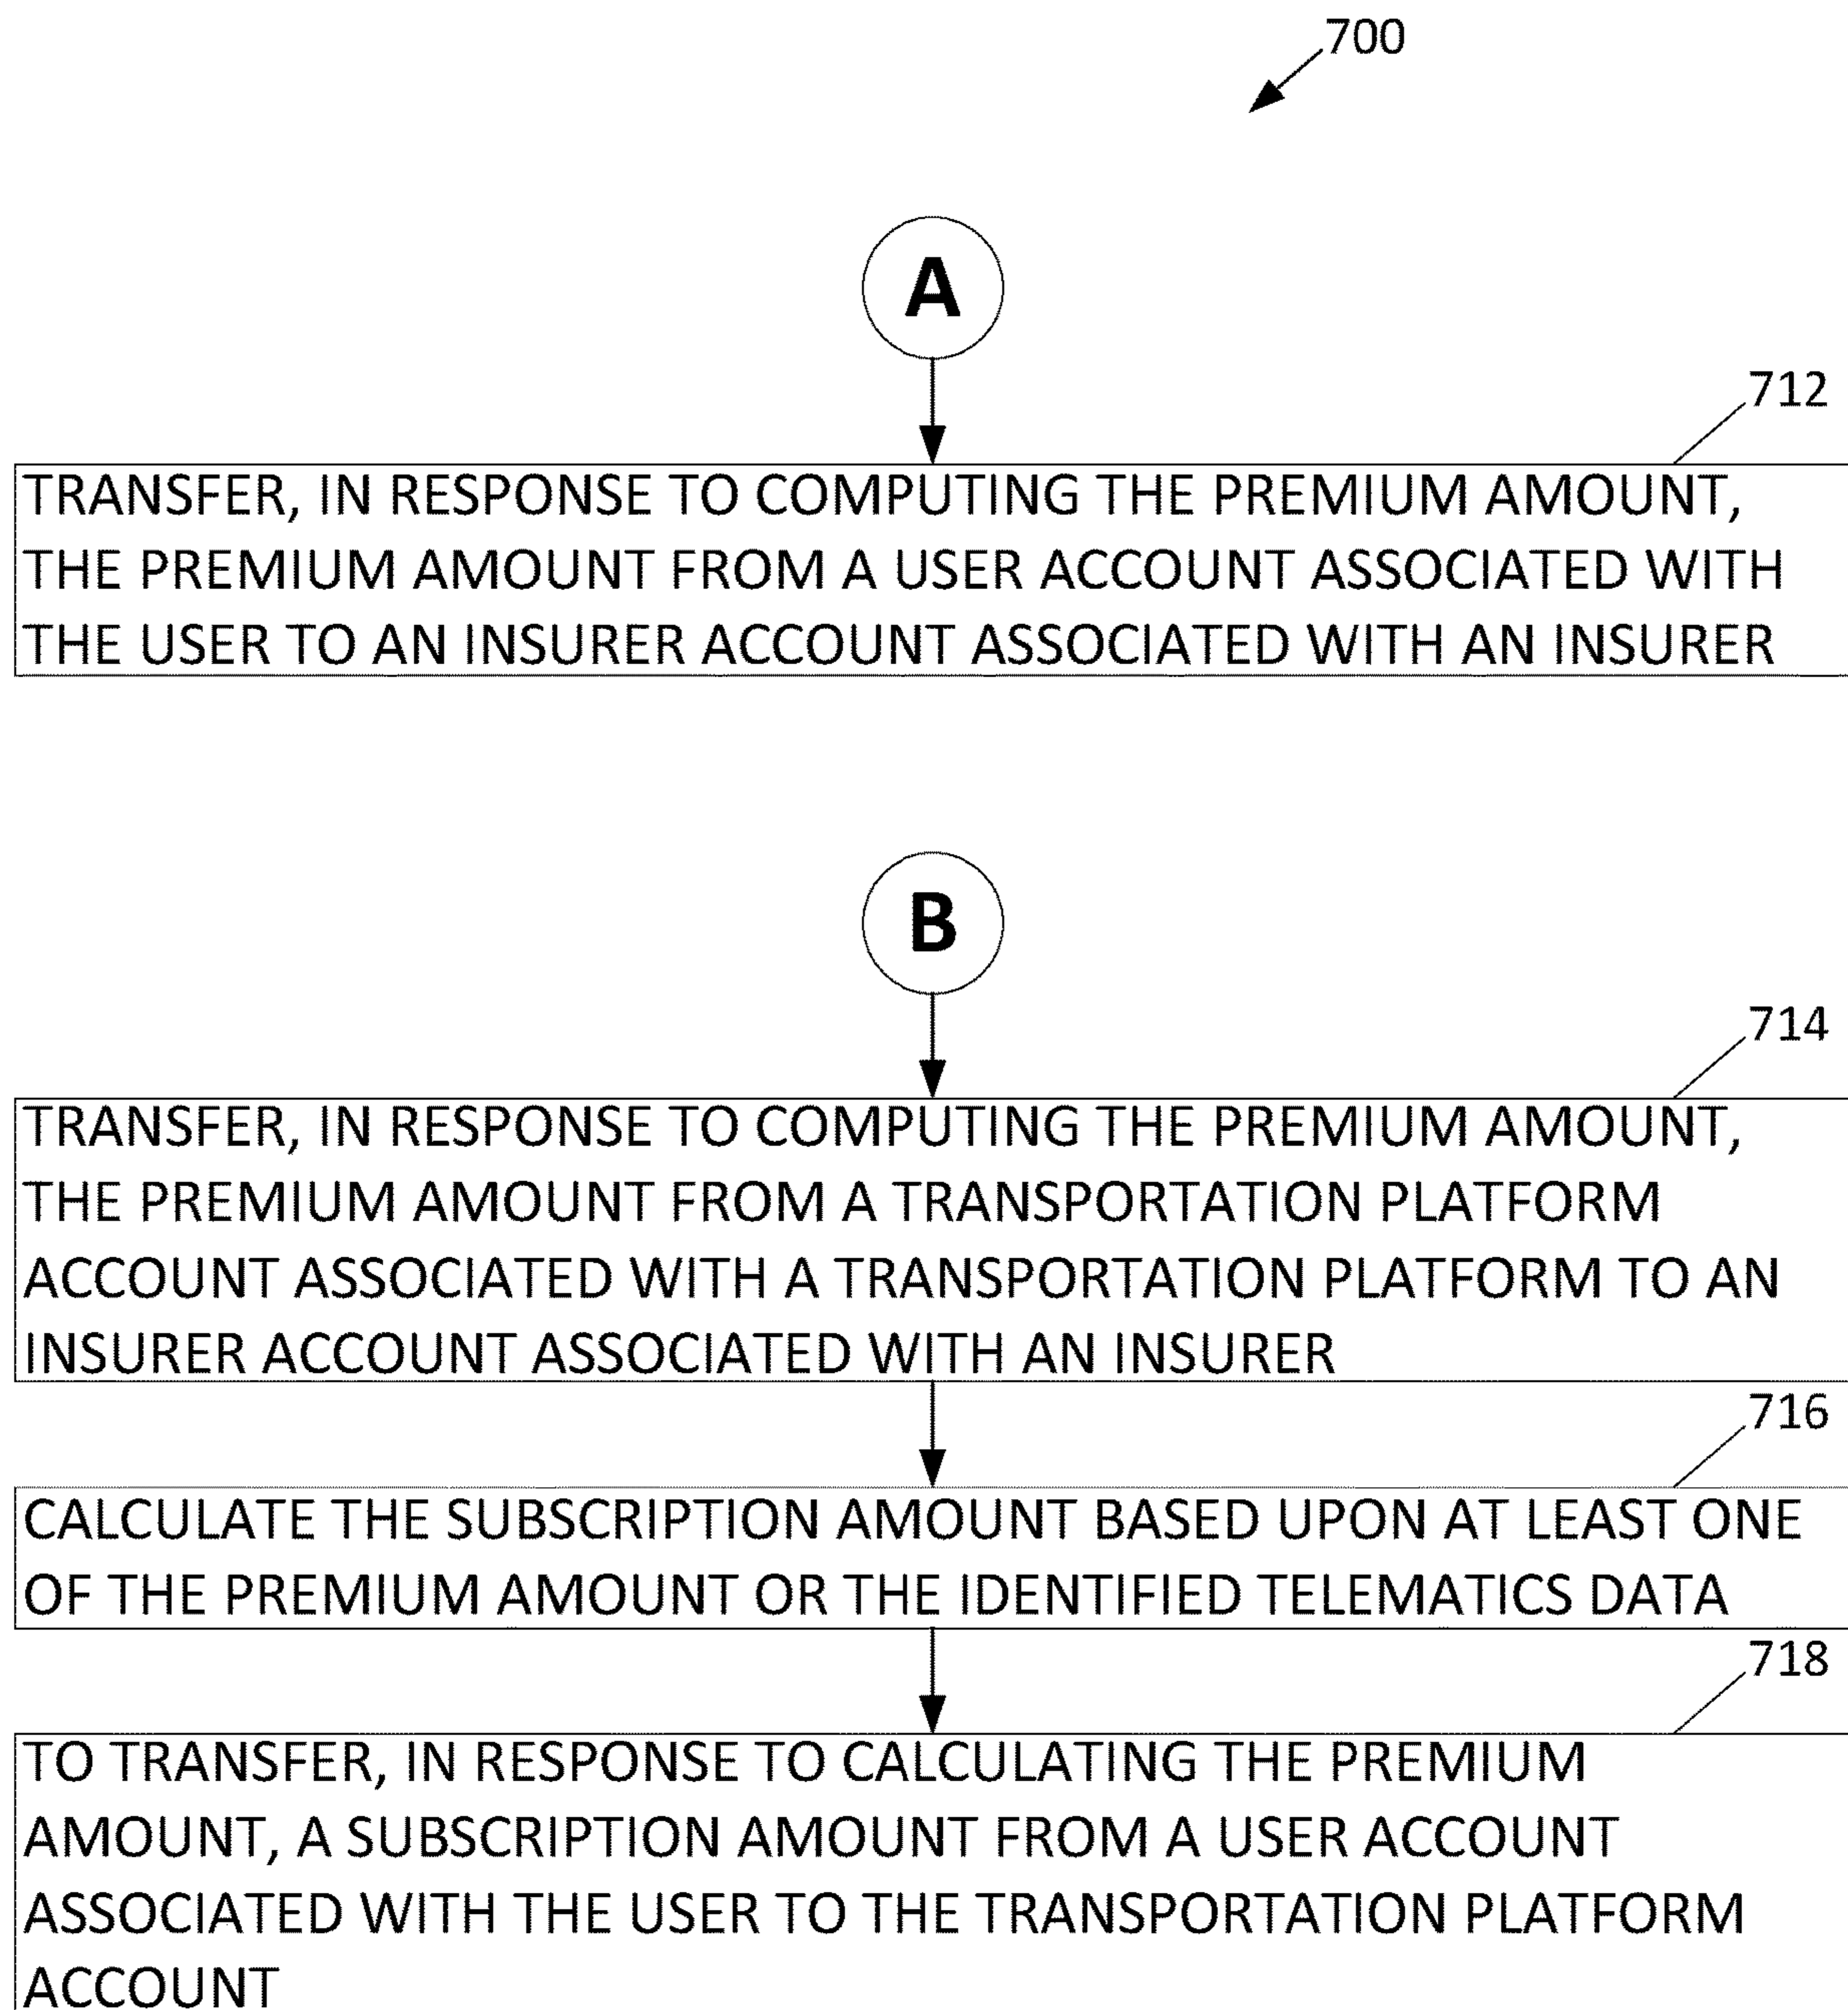 700
A
712
TRANSFER, IN RESPONSE TO COMPUTING THE PREMIUM AMOUNT,
THE PREMIUM AMOUNT FROM A USER ACCOUNT ASSOCIATED WITH
THE USER TO AN INSURER ACCOUNT ASSOCIATED WITH AN INSURER
B
714
TRANSFER, IN RESPONSE TO COMPUTING THE PREMIUM AMOUNT,
THE PREMIUM AMOUNT FROM A TRANSPORTATION PLATFORM
ACCOUNT ASSOCIATED WITH A TRANSPORTATION PLATFORM TO AN
INSURER ACCOUNT ASSOCIATED WITH AN INSURER
716
CALCULATE THE SUBSCRIPTION AMOUNT BASED UPON AT LEAST ONE
OF THE PREMIUM AMOUNT OR THE IDENTIFIED TELEMATICS DATA
718
TO TRANSFER, IN RESPONSE TO CALCULATING THE PREMIUM
AMOUNT, A SUBSCRIPTION AMOUNT FROM A USER ACCOUNT
ASSOCIATED WITH THE USER TO THE TRANSPORTATION PLATFORM
ACCOUNT